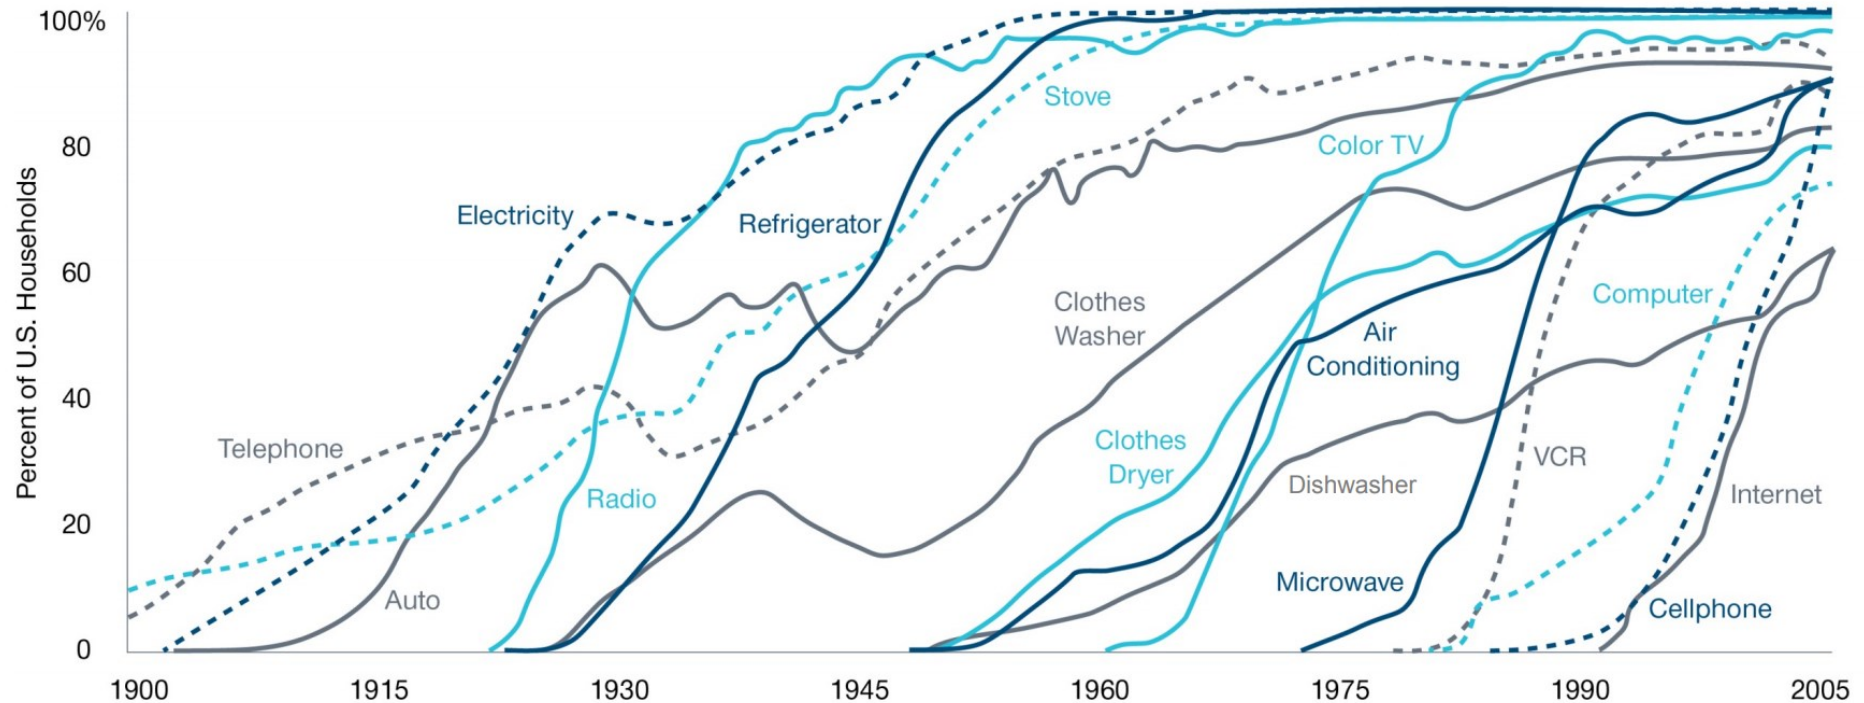 Percent of U.S. Households
100%
80
60
40
20
0
1900
1915
1930
1945
1960
1975
1990
2005
Telephone
Electricity
Auto
Radio
Refrigerator
Stove
Clothes
Washer
Clothes
Dryer
Color TV
Air
Conditioning
Dishwasher
Microwave
VCR
Computer
Cellphone
Internet